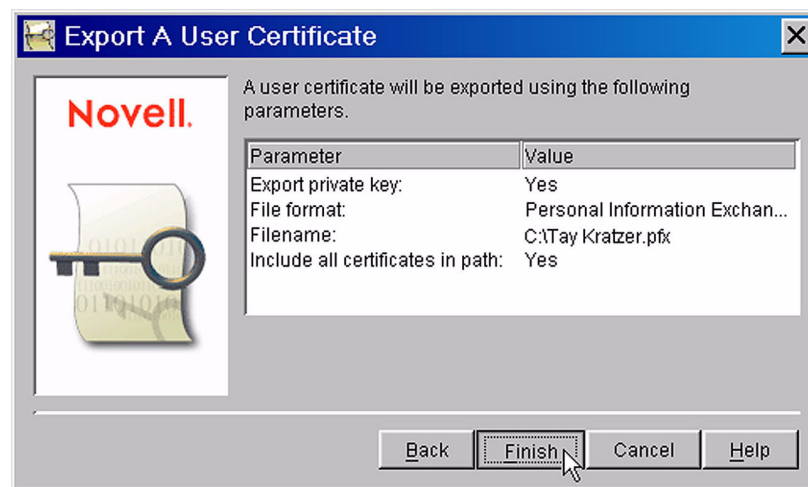 Export A User Certificate
Novell.
A user certificate will be exported using the following
parameters.
Parameter Value
Export private key: Yes
File format: Personal Information Exchan...
Filename: C:\Tay Kratzer.pfx
Include all certificates in path: Yes
Back Finish Cancel Help